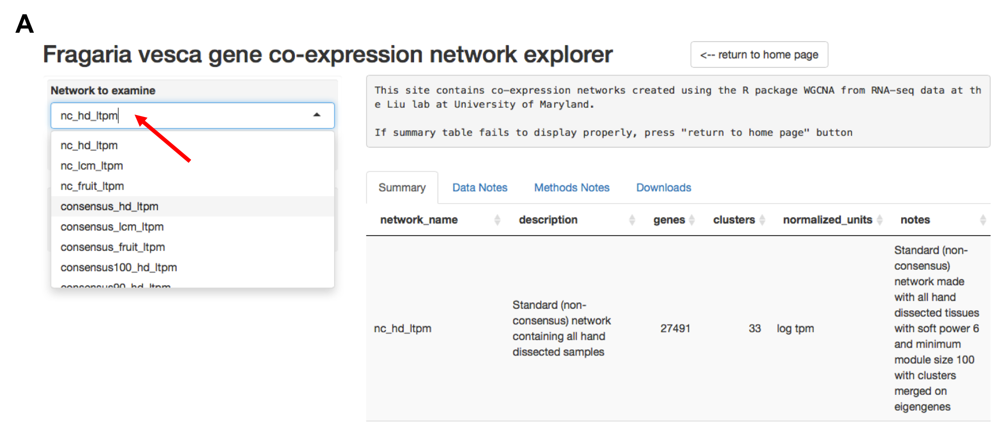 A
Fragaria vesca gene co-expression network explorer
<-- return to home page
Network to examine
nc_hd_ltpm
nc_hd_ltpm
nc_lcm_ltpm
nc_fruit_ltpm
consensus_hd_ltpm
consensus_lcm_ltpm
consensus_fruit_ltpm
consensus100_hd_ltpm
consensus90_hd_ltpm
This site contains co-expression networks created using the R package WGCNA from RNA-seq data at th
e Liu lab at University of Maryland.
If summary table fails to display properly, press "return to home page" button
Summary Data Notes Methods Notes Downloads
network_name description genes clusters normalized_units notes
nc_hd_ltpm
Standard (non-
consensus) network
containing all hand
dissected samples
27491
33
log tpm
Standard (non-
consensus)
network made
with all hand
dissected tissues
with soft power 6
and minimum
module size 100
with clusters
merged on
eigengenes